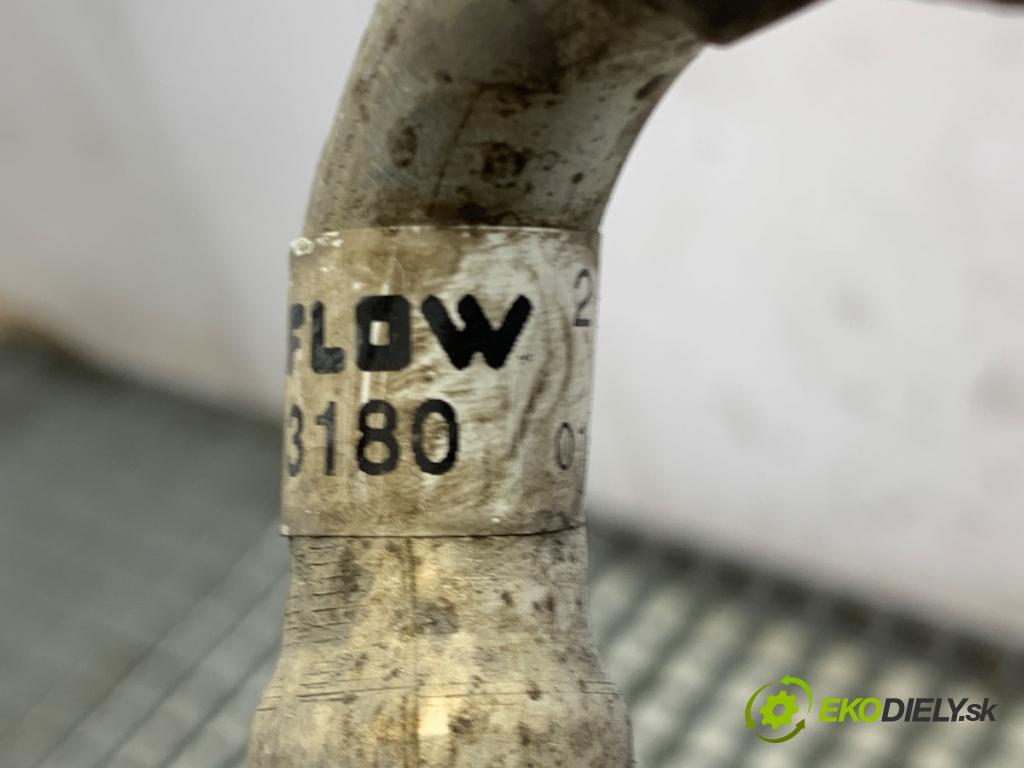 FLOW 2
3180 01
EKODIELY.sk